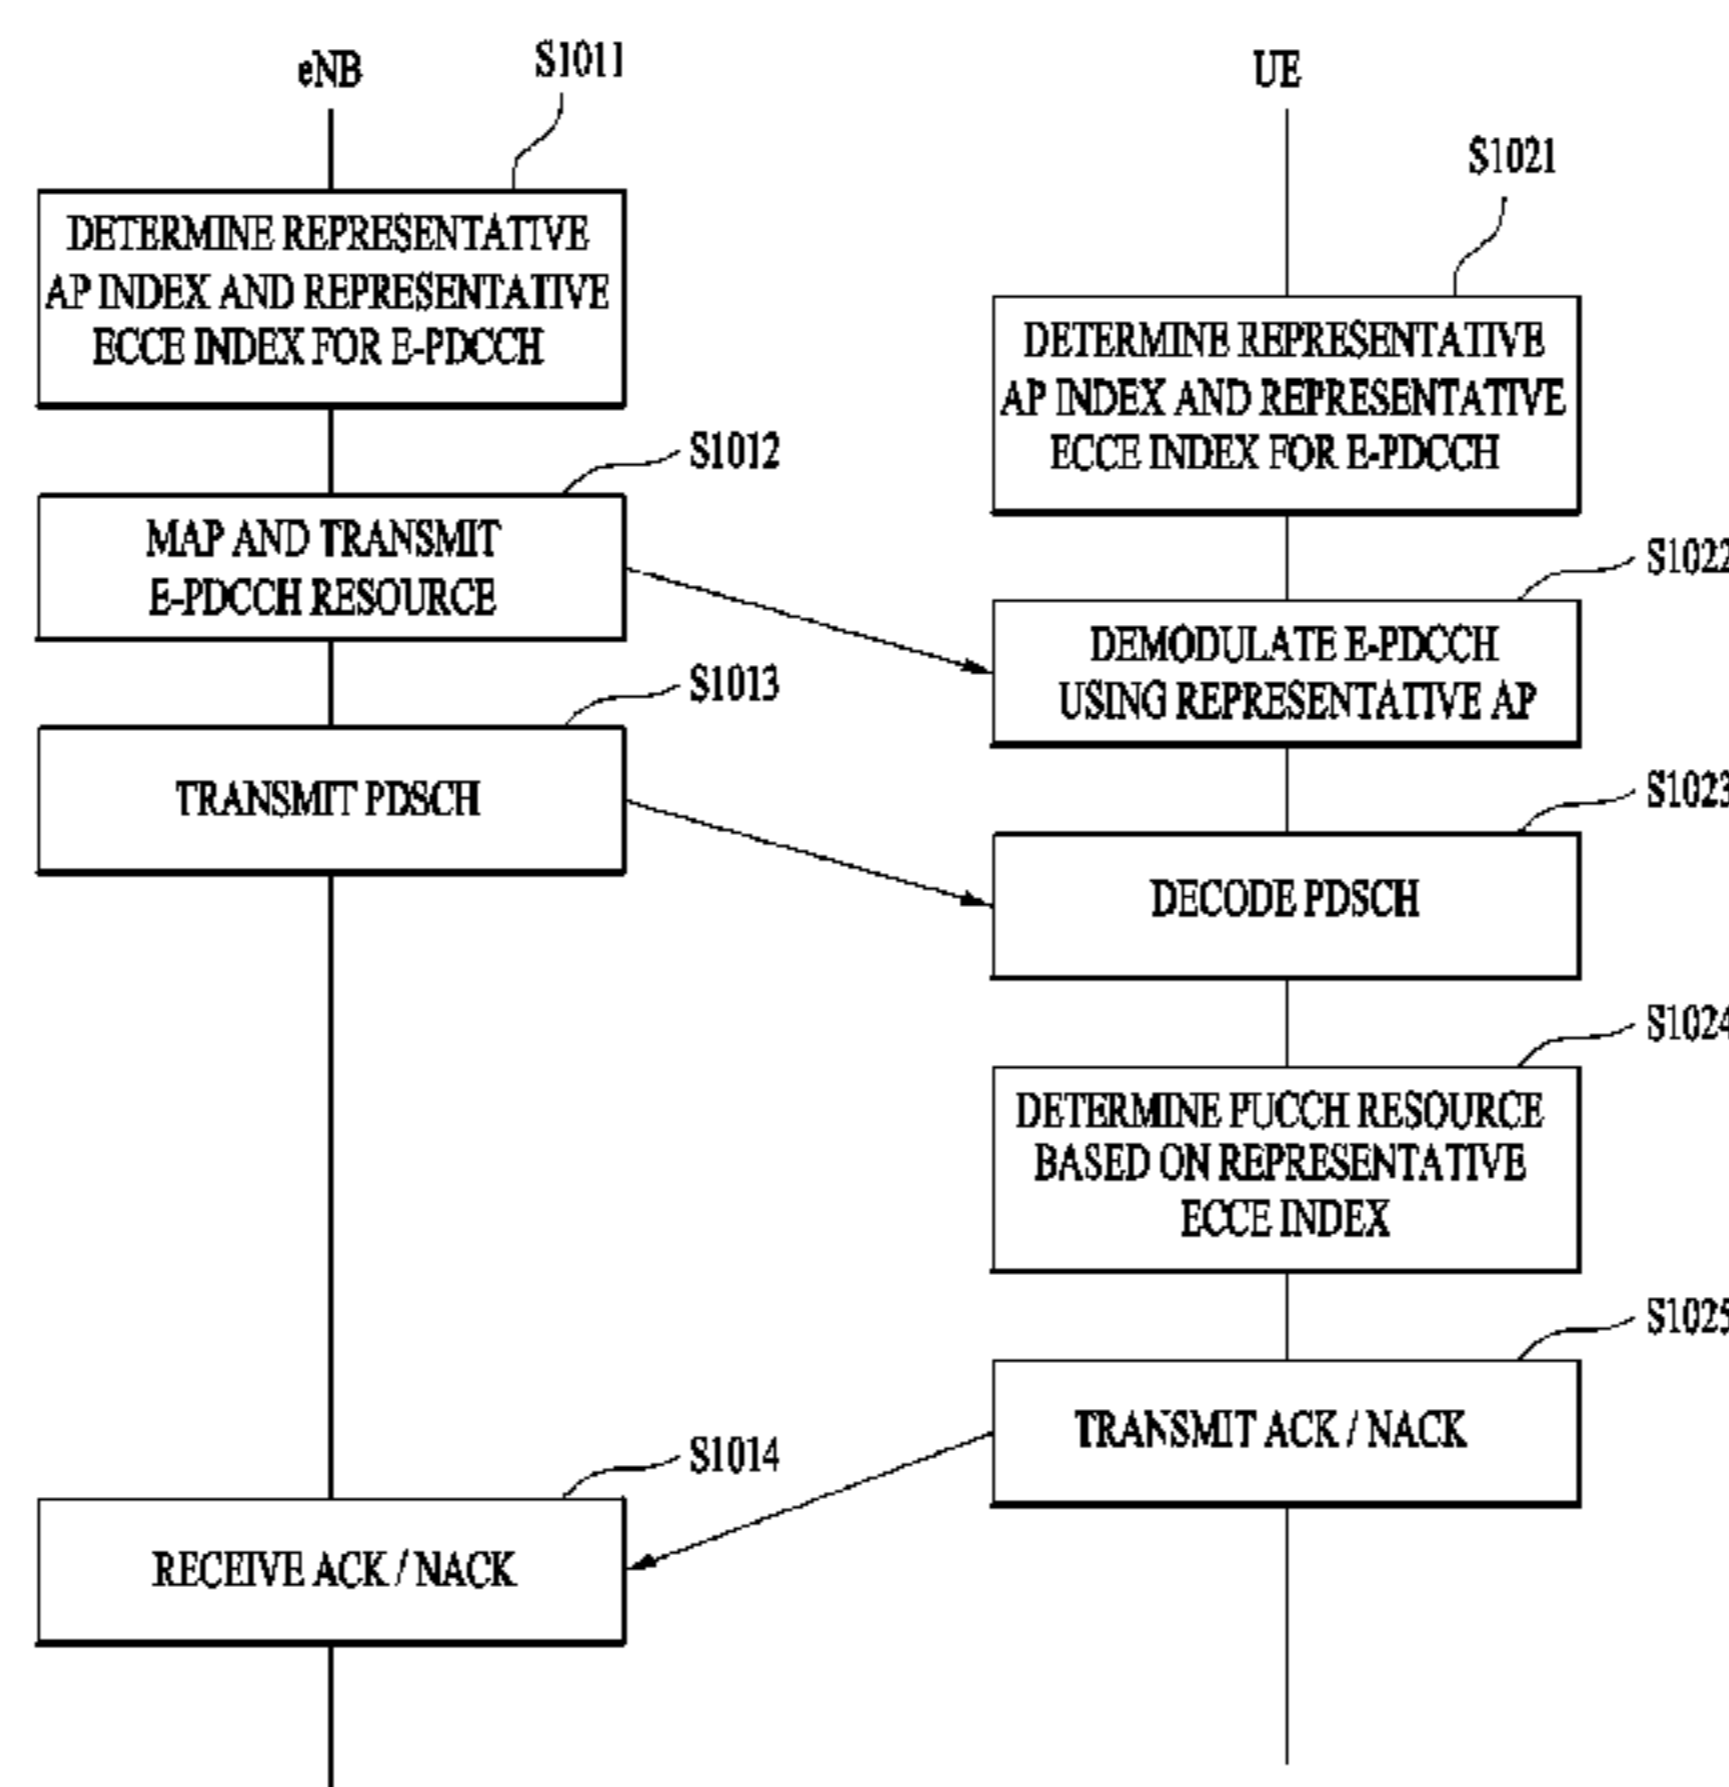 eNB
S1011
UE
S1021
DETERMINE REPRESENTATIVE
AP INDEX AND REPRESENTATIVE
ECCE INDEX FOR E-PDCCH
DETERMINE REPRESENTATIVE
AP INDEX AND REPRESENTATIVE
ECCE INDEX FOR E-PDCCH
S1012
MAP AND TRANSMIT
E-PDCCH RESOURCE
S1022
DEMODULATE E-PDCCH
USING REPRESENTATIVE AP
S1013
TRANSMIT PDSCH
S1023
DECODE PDSCH
S1024
DETERMINE PUCCH RESOURCE
BASED ON REPRESENTATIVE
ECCE INDEX
S1025
TRANSMIT ACK / NACK
S1014
RECEIVE ACK / NACK